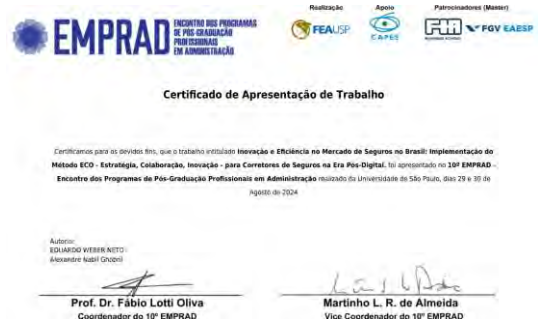 Realização
Apoio
Patrocinadores (Master)
EMPRAD
ENCONTRO DOS PROGRAMAS
DE PÓS-GRADUAÇÃO
PROFISSIONAIS
EM ADMINISTRAÇÃO
FEAUSP
CAPES
FGV EAESP
Certificado de Apresentação de Trabalho
Certificamos para os devidos fins, que o trabalho intitulado Inovação e Eficiência no Mercado de Seguros no Brasil: Implementação do
Método ECO - Estratégia, Colaboração, Inovação - para Corretores de Seguros na Era Pós-Digital, foi apresentado no 10º EMPRAD -
Encontro dos Programas de Pós-Graduação Profissionais em Administração realizado da Universidade de São Paulo, dias 29 e 30 de
Agosto de 2024
Autoria:
EDUARDO WEBER NETO
Alexandre Nabil Ghobril
Prof. Dr. Fábio Lotti Oliva
Coordenador do 10º EMPRAD
Martinho L. R. de Almeida
Vice Coordenador do 10º EMPRAD